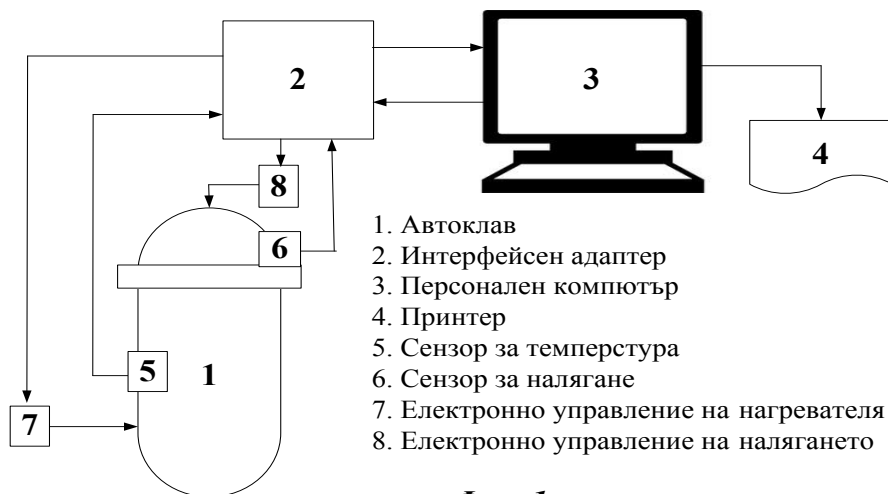 2
3
4
8
6
5
1
7
1. Автоклав
2. Интерфейсен адаптер
3. Персонален компютър
4. Принтер
5. Сензор за темперстура
6. Сензор за налягане
7. Електронно управление на нагревателя
8. Електронно управление на налягането